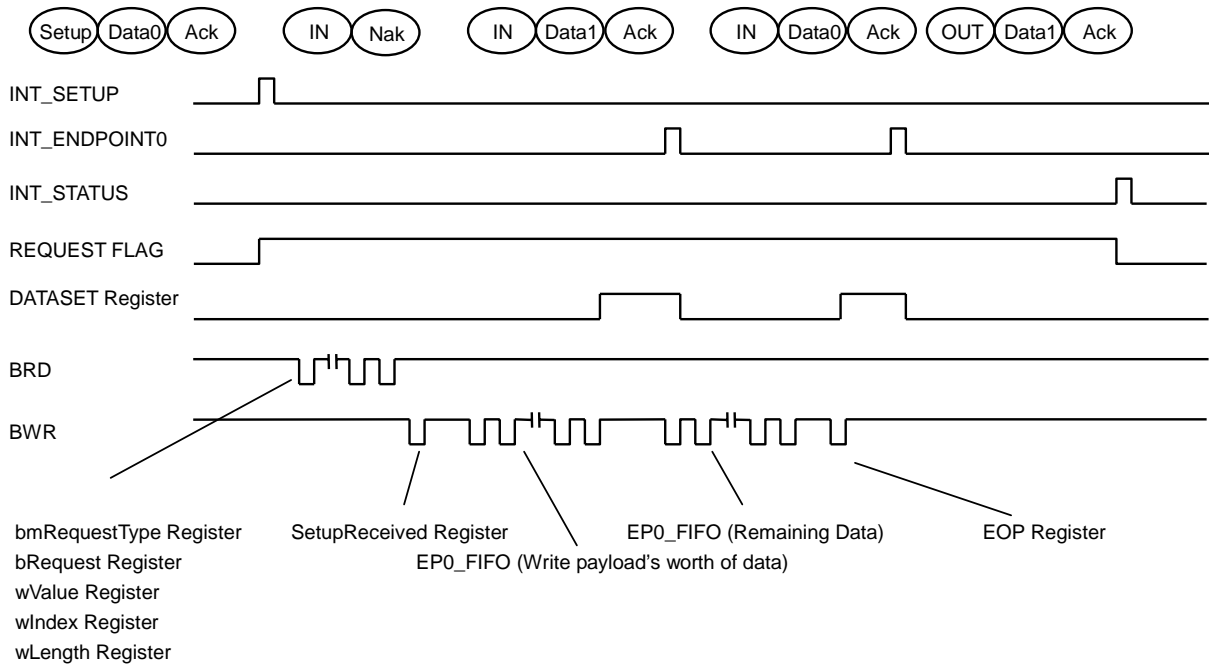 Setup Data0 Ack IN Nak IN Data1 Ack IN Data0 Ack OUT Data1 Ack
INT_SETUP
INT_ENDPOINT0
INT_STATUS
REQUEST FLAG
DATASET Register
BRD
BWR
bmRequestType Register SetupReceived Register EP0_FIFO (Remaining Data) EOP Register
bRequest Register EP0_FIFO (Write payload's worth of data)
wValue Register
wIndex Register
wLength Register